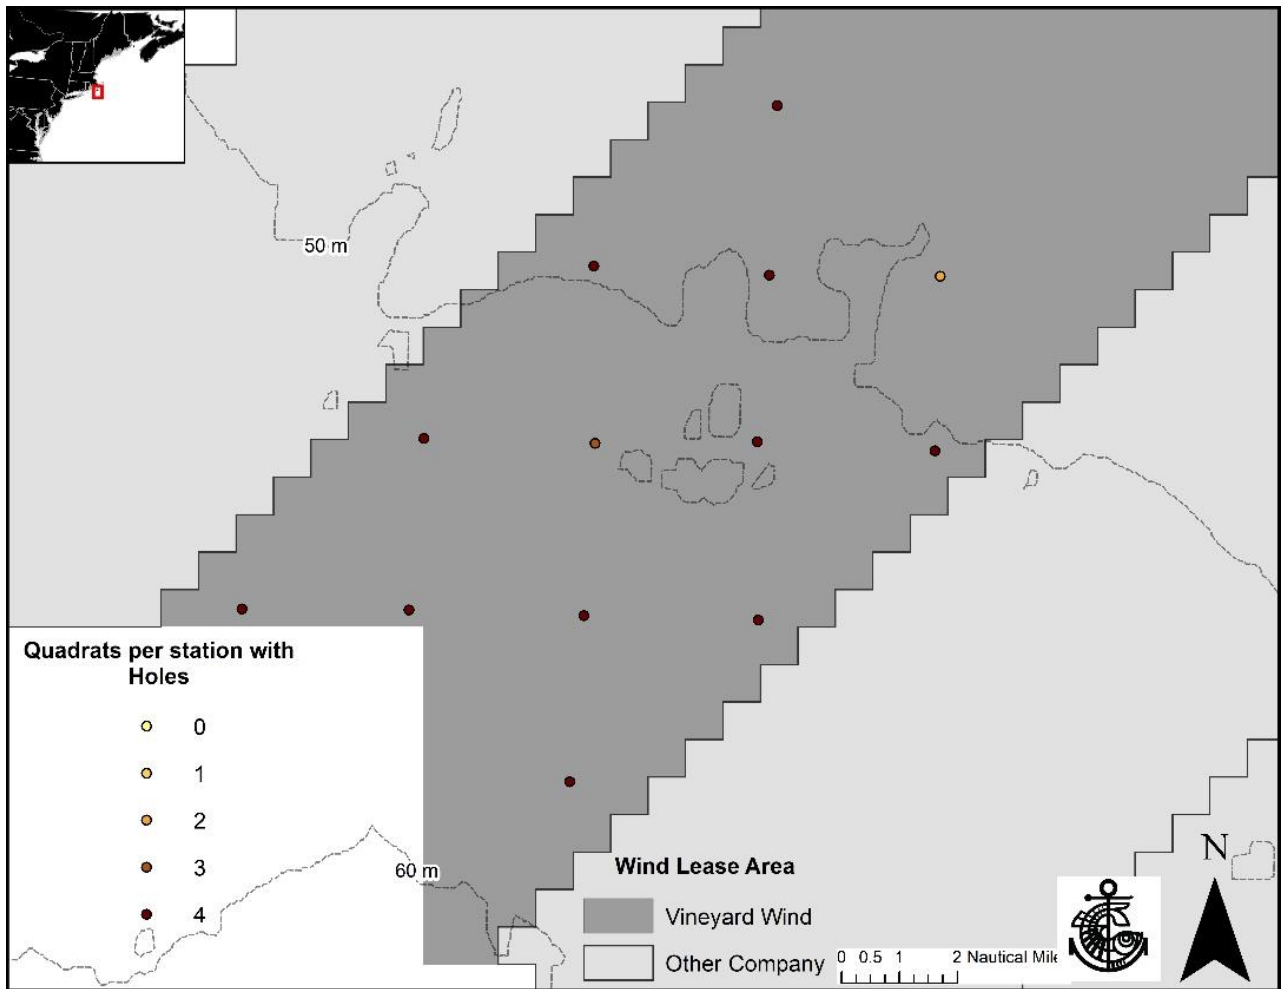 50 m
Quadrats per station with
Holes
0
1
2
3
4
60 m
Wind Lease Area
Vineyard Wind
Other Company
0 0.5 1 2 Nautical Mile
N